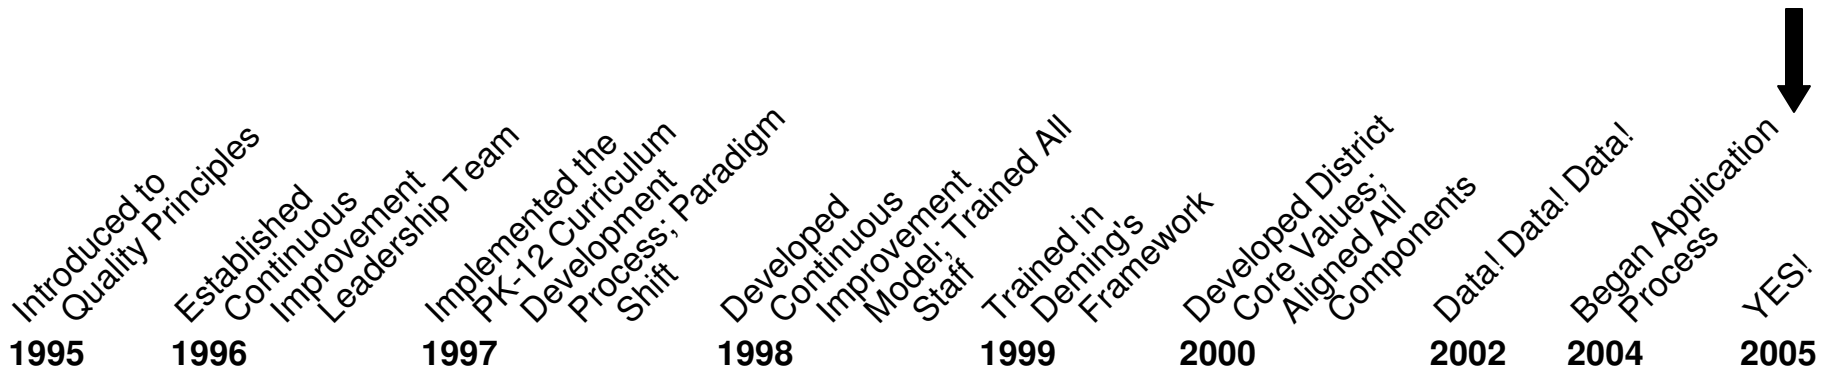 Introduced to
Quality Principles
Established
Continuous
Improvement
Leadership Team
Implemented the
PK-12 Curriculum
Development
Process; Paradigm
Shift
Developed
Continuous
Improvement
Model; Trained All
Staff
Trained in
Deming's
Framework
Developed District
Core Values;
Aligned All
Components
Data! Data! Data!
Began Application
Process
YES!
1995 1996 1997 1998 1999 2000 2002 2004 2005